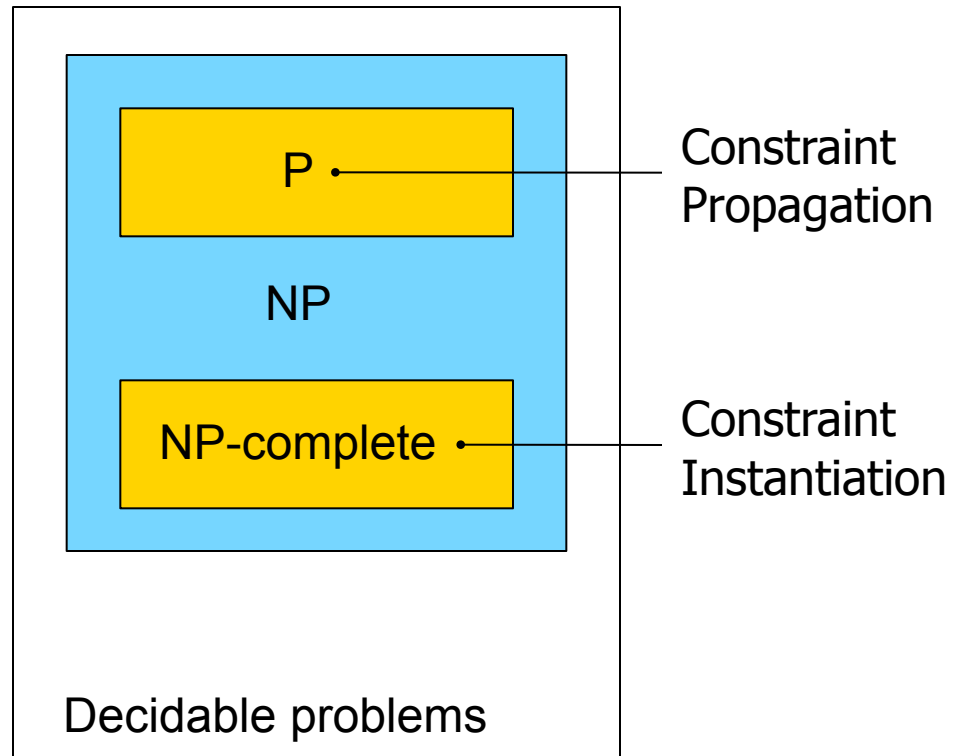 P
Constraint
Propagation
NP
NP-complete
Constraint
Instantiation
Decidable problems